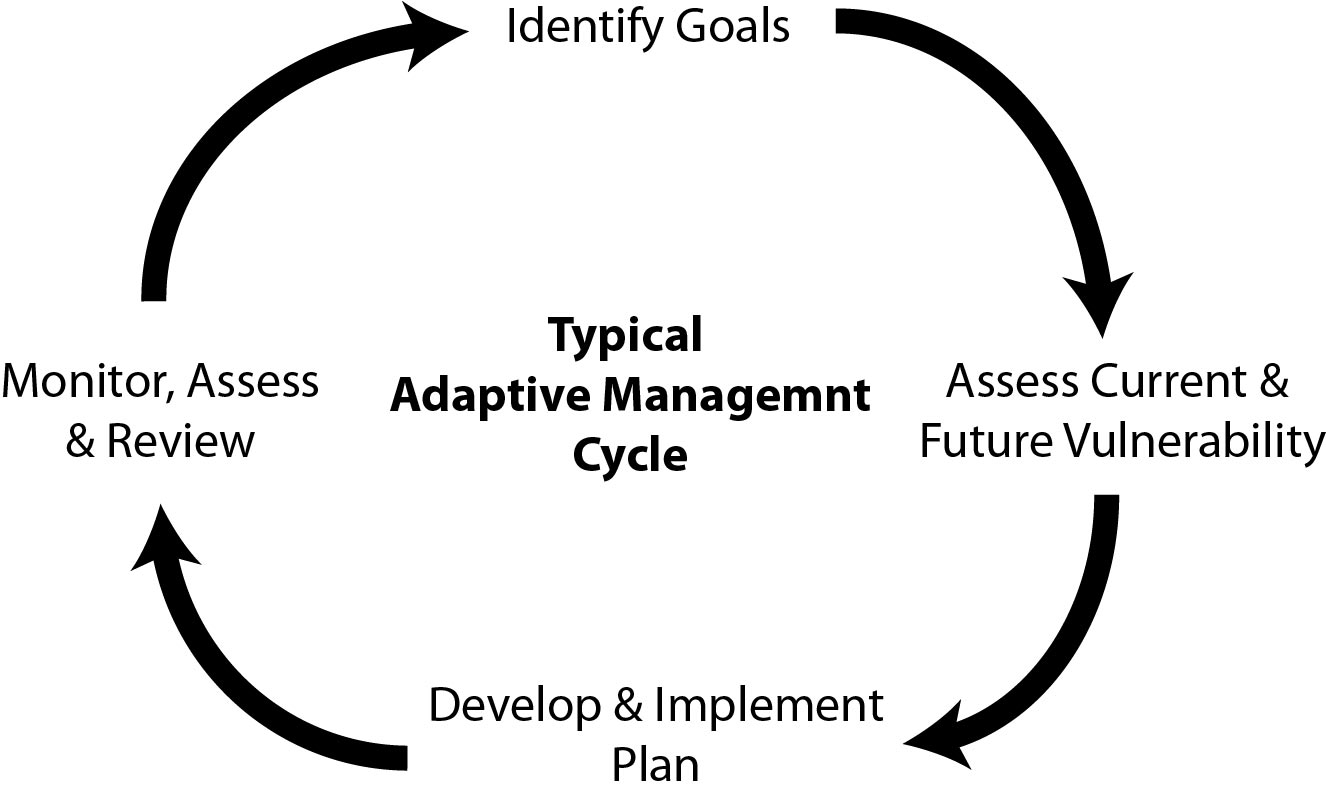 Identify Goals
Typical
Adaptive Managemnt
Cycle
Monitor, Assess
& Review
Assess Current &
Future Vulnerability
Develop & Implement
Plan